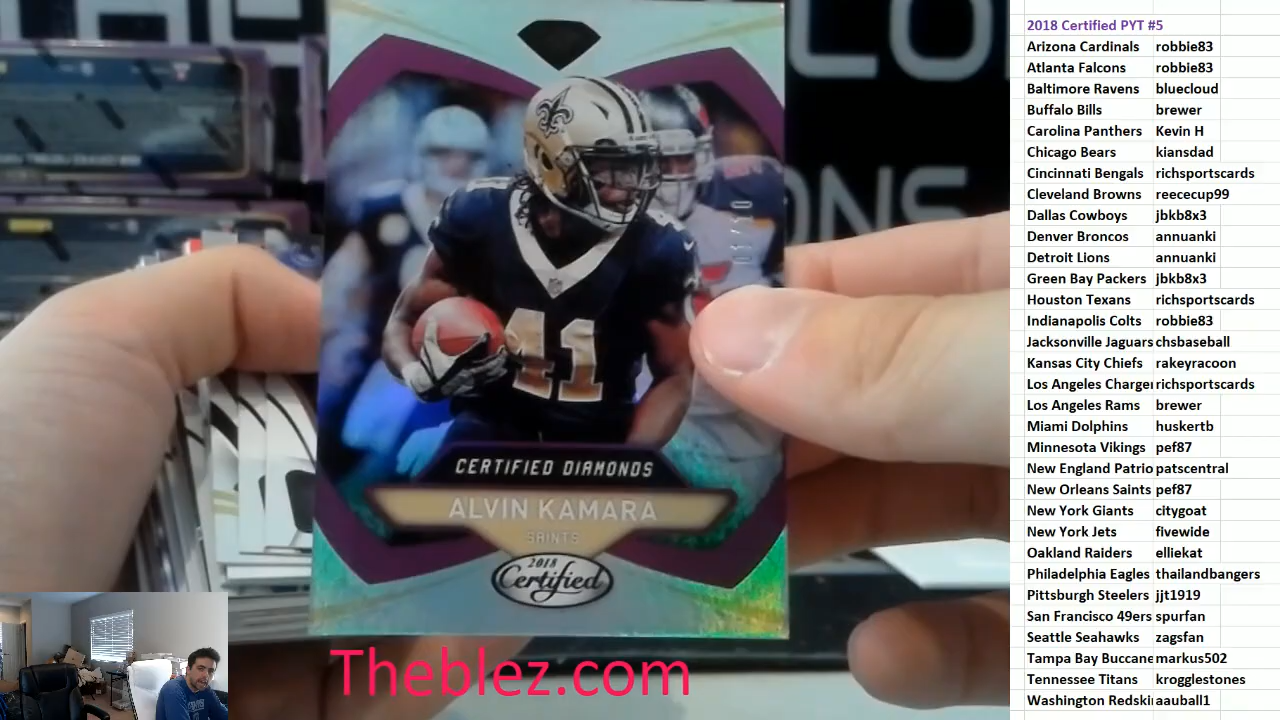 01/10
41
CERTIFIED DIAMONDS
ALVIN KAMARA
SAINTS
2018
Certified
Theblez.com
2018 Certified PYT #5
Arizona Cardinals robbie83
Atlanta Falcons robbie83
Baltimore Ravens bluecloud
Buffalo Bills brewer
Carolina Panthers Kevin H
Chicago Bears kiansdad
Cincinnati Bengals richsportscards
Cleveland Browns reececup99
Dallas Cowboys jbkb8x3
Denver Broncos annuanki
Detroit Lions annuanki
Green Bay Packers jbkb8x3
Houston Texans richsportscards
Indianapolis Colts robbie83
Jacksonville Jaguars chsbaseball
Kansas City Chiefs rakeyracoon
Los Angeles Charge richsportscards
Los Angeles Rams brewer
Miami Dolphins huskertb
Minnesota Vikings pef87
New England Patrio patscentral
New Orleans Saints pef87
New York Giants citygoat
New York Jets fivewide
Oakland Raiders elliekat
Philadelphia Eagles thailandbangers
Pittsburgh Steelers jjt1919
San Francisco 49ers spurfan
Seattle Seahawks zagsfan
Tampa Bay Buccane markus502
Tennessee Titans krogglestones
Washington Redski aauball1